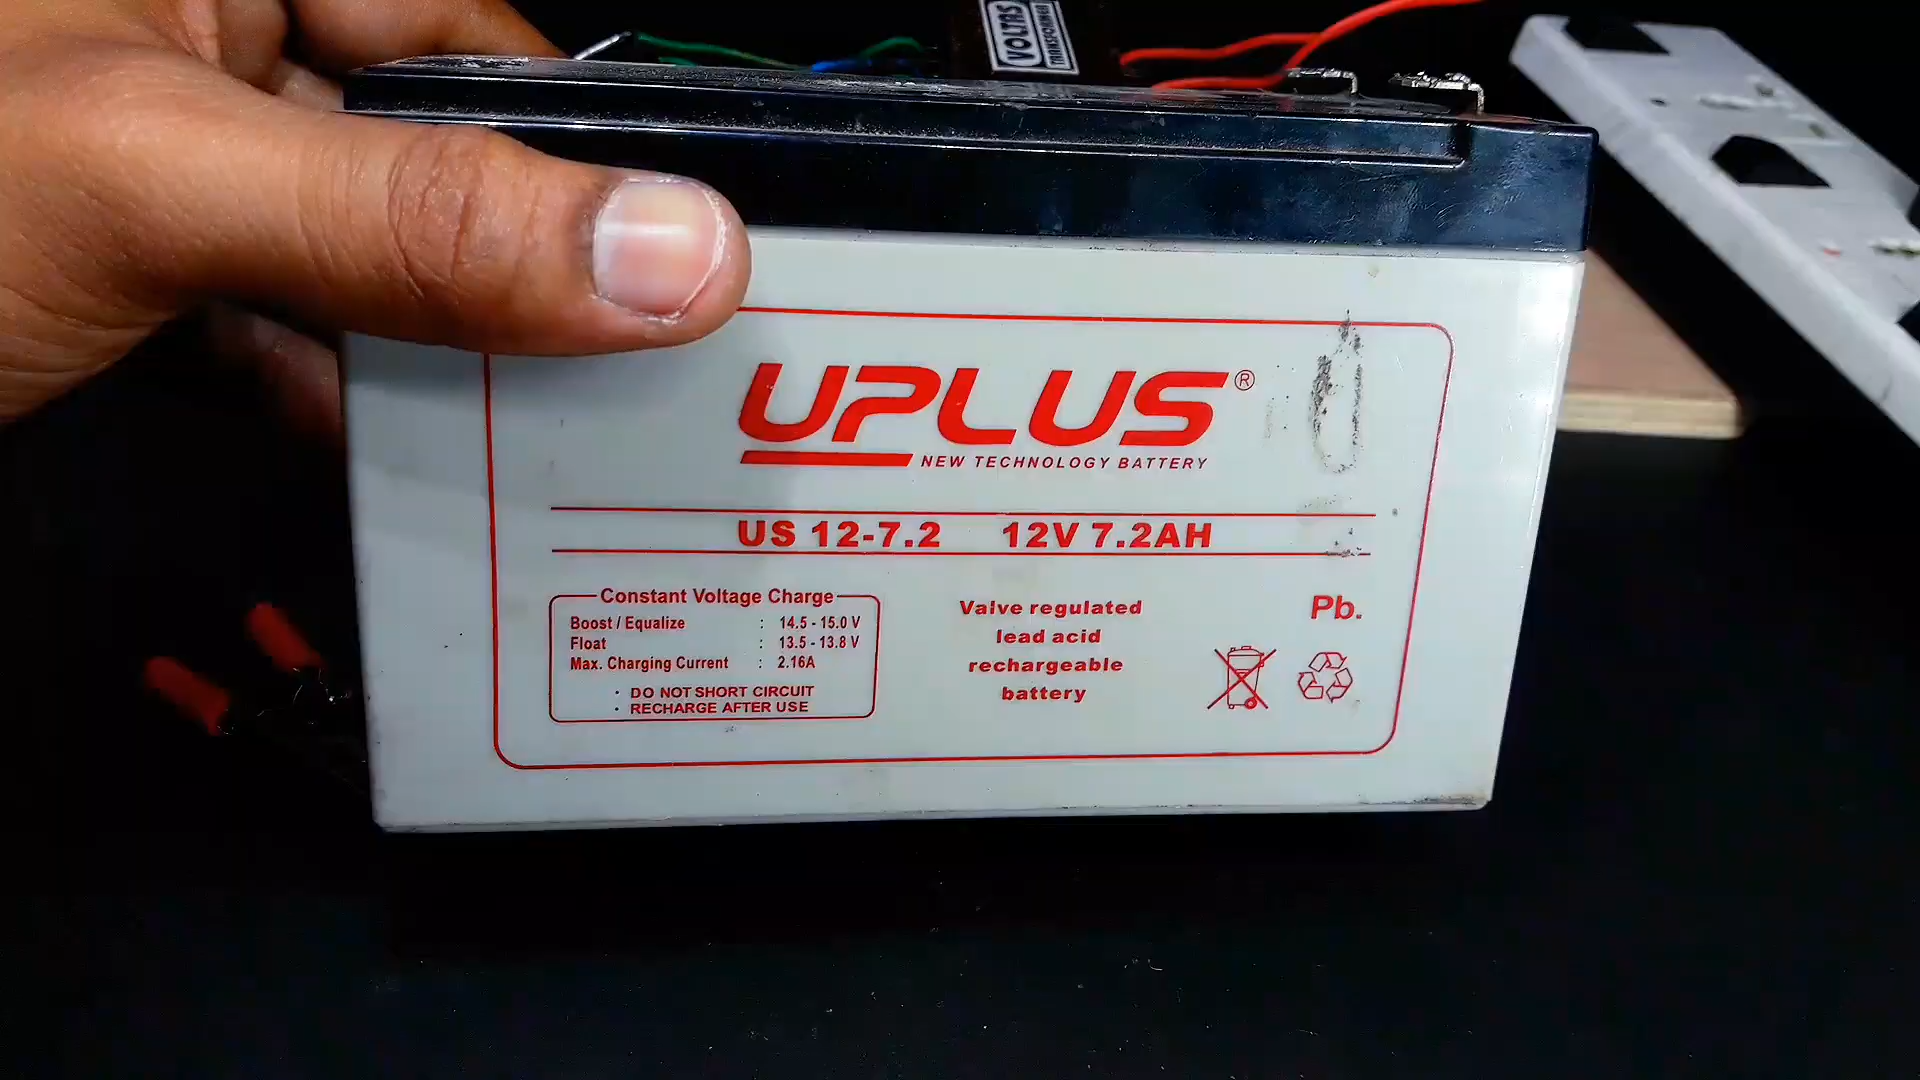 VOLTAS
TRANSFORMER
UPLUS®
NEW TECHNOLOGY BATTERY
US 12-7.2 12V 7.2AH
Constant Voltage Charge
Boost / Equalize : 14.5 - 15.0 V
Float : 13.5 - 13.8 V
Max. Charging Current : 2.16A
· DO NOT SHORT CIRCUIT
· RECHARGE AFTER USE
Valve regulated
lead acid
rechargeable
battery
Pb.